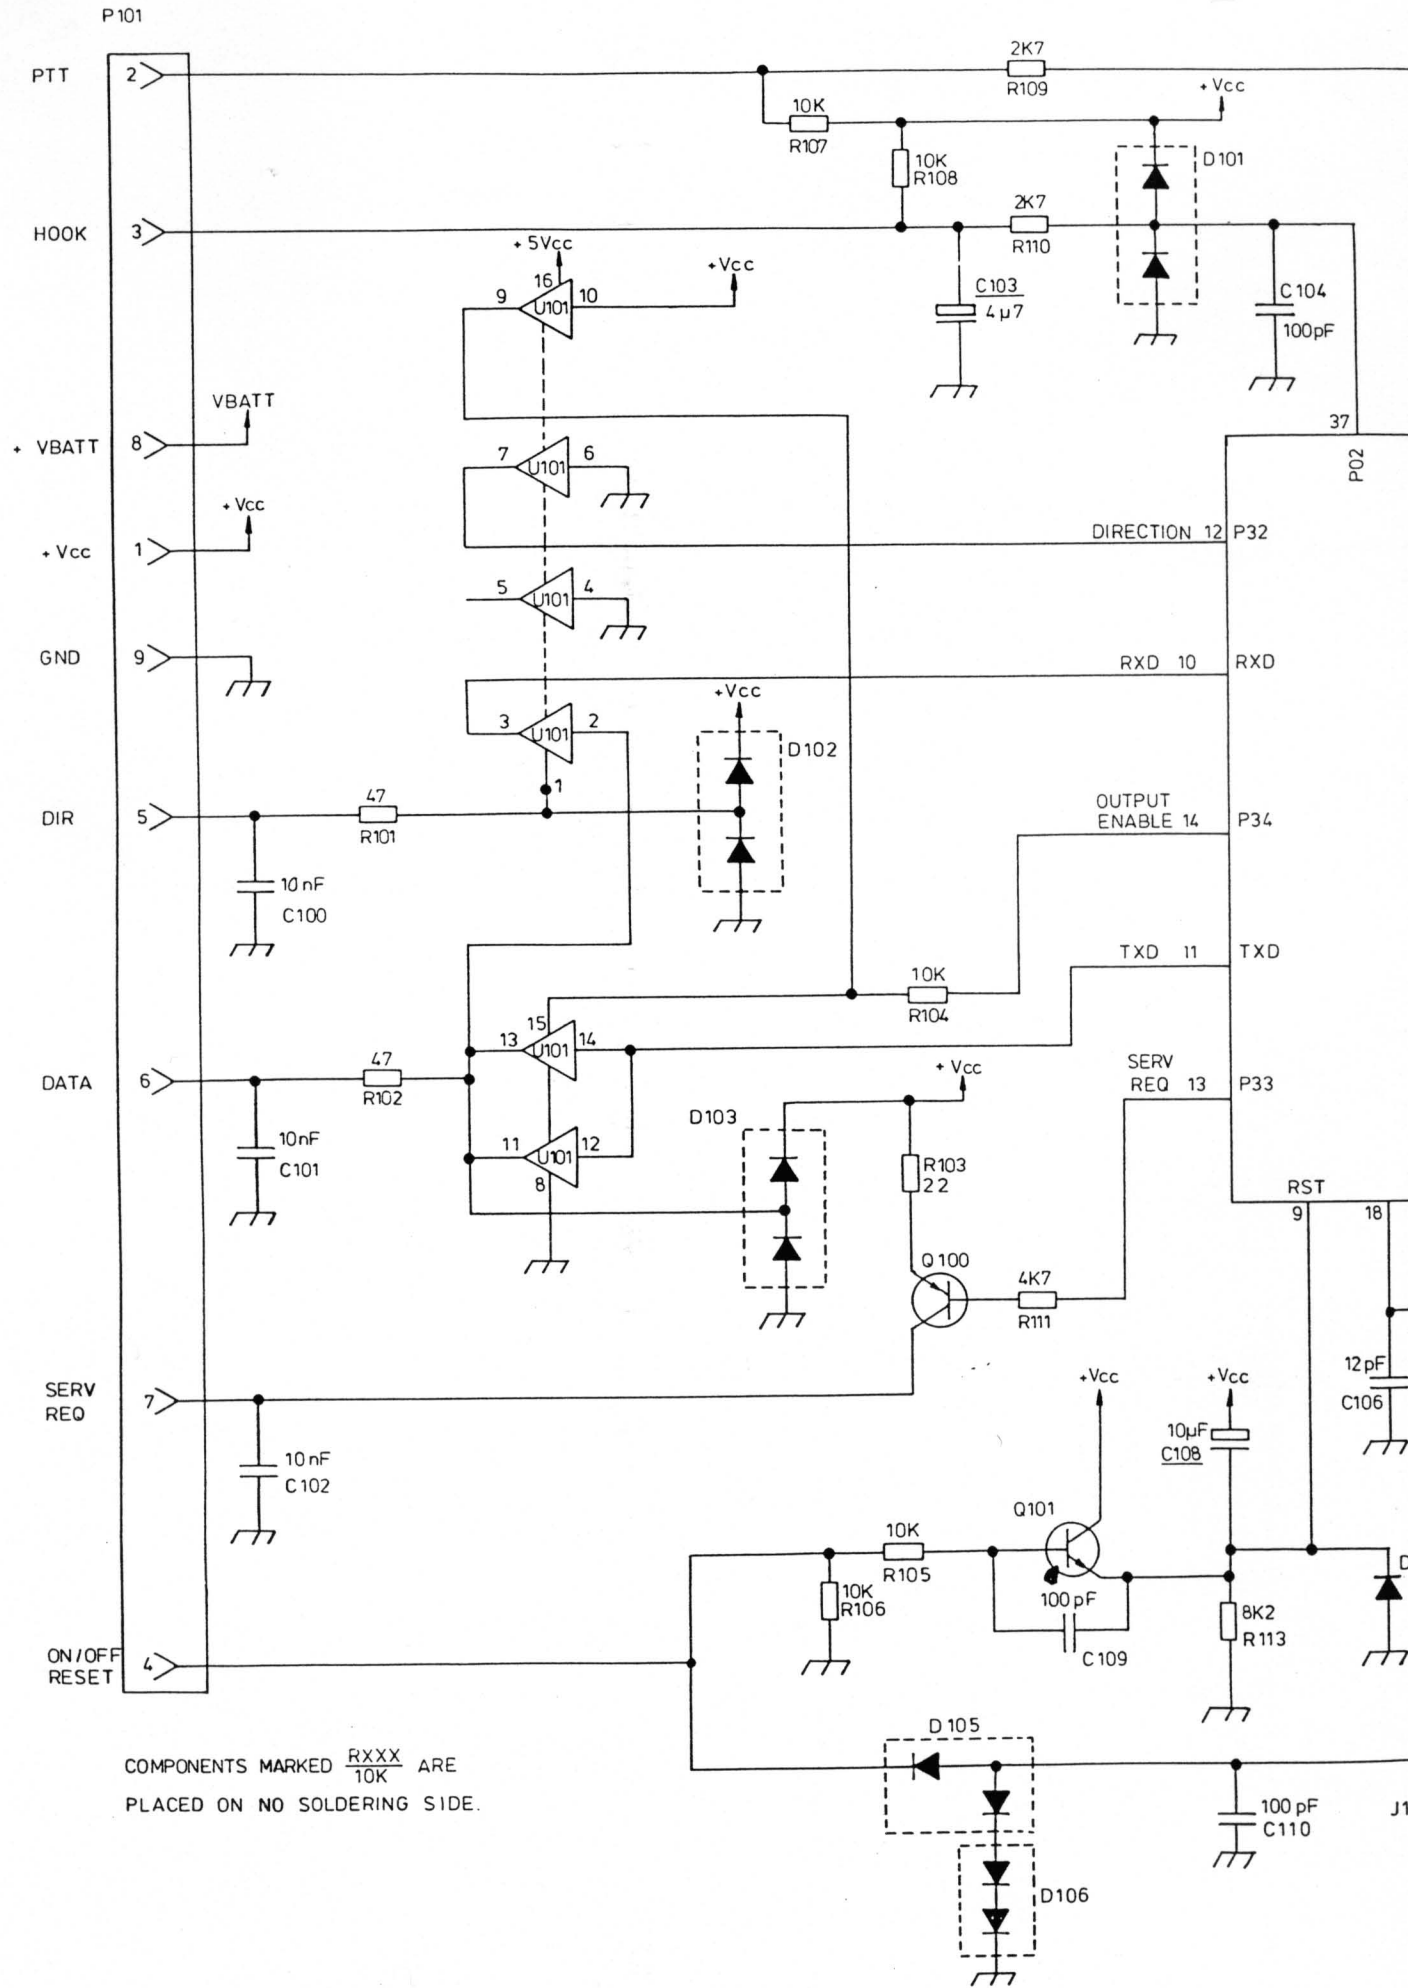 P101
PTT
2
2K7
R109
+Vcc
10K
R107
10K
R108
D101
HOOK
3
2K7
R110
+5Vcc
16
9
U101
10
+Vcc
C103
4µ7
C104
100pF
VBATT
+ VBATT
8
7
U101
6
37
P02
+Vcc
+Vcc
1
DIRECTION 12
P32
5
U101
4
GND
9
RXD 10
RXD
3
U101
2
+Vcc
D102
1
DIR
5
47
R101
OUTPUT
ENABLE 14
P34
10nF
C100
TXD 11
TXD
10K
R104
15
13
U101
14
DATA
6
47
R102
+Vcc
SERV
REQ 13
P33
D103
10nF
C101
11
U101
12
8
R103
22
RST
9
18
Q100
4K7
R111
SERV
REQ
7
+Vcc
+Vcc
12pF
C106
10µF
C108
10nF
C102
Q101
10K
R105
D
10K
R106
100pF
C109
8K2
R113
ON/OFF
RESET
4
D105
COMPONENTS MARKED RXXX ARE
10K
PLACED ON NO SOLDERING SIDE.
100pF
C110
J1
D106